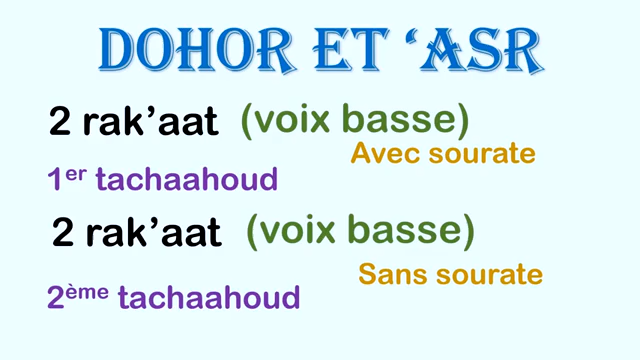 DOHOR ET ‘ASR
2 rak’aat (voix basse)
Avec sourate
1er tachaahoud
2 rak’aat (voix basse)
Sans sourate
2ème tachaahoud